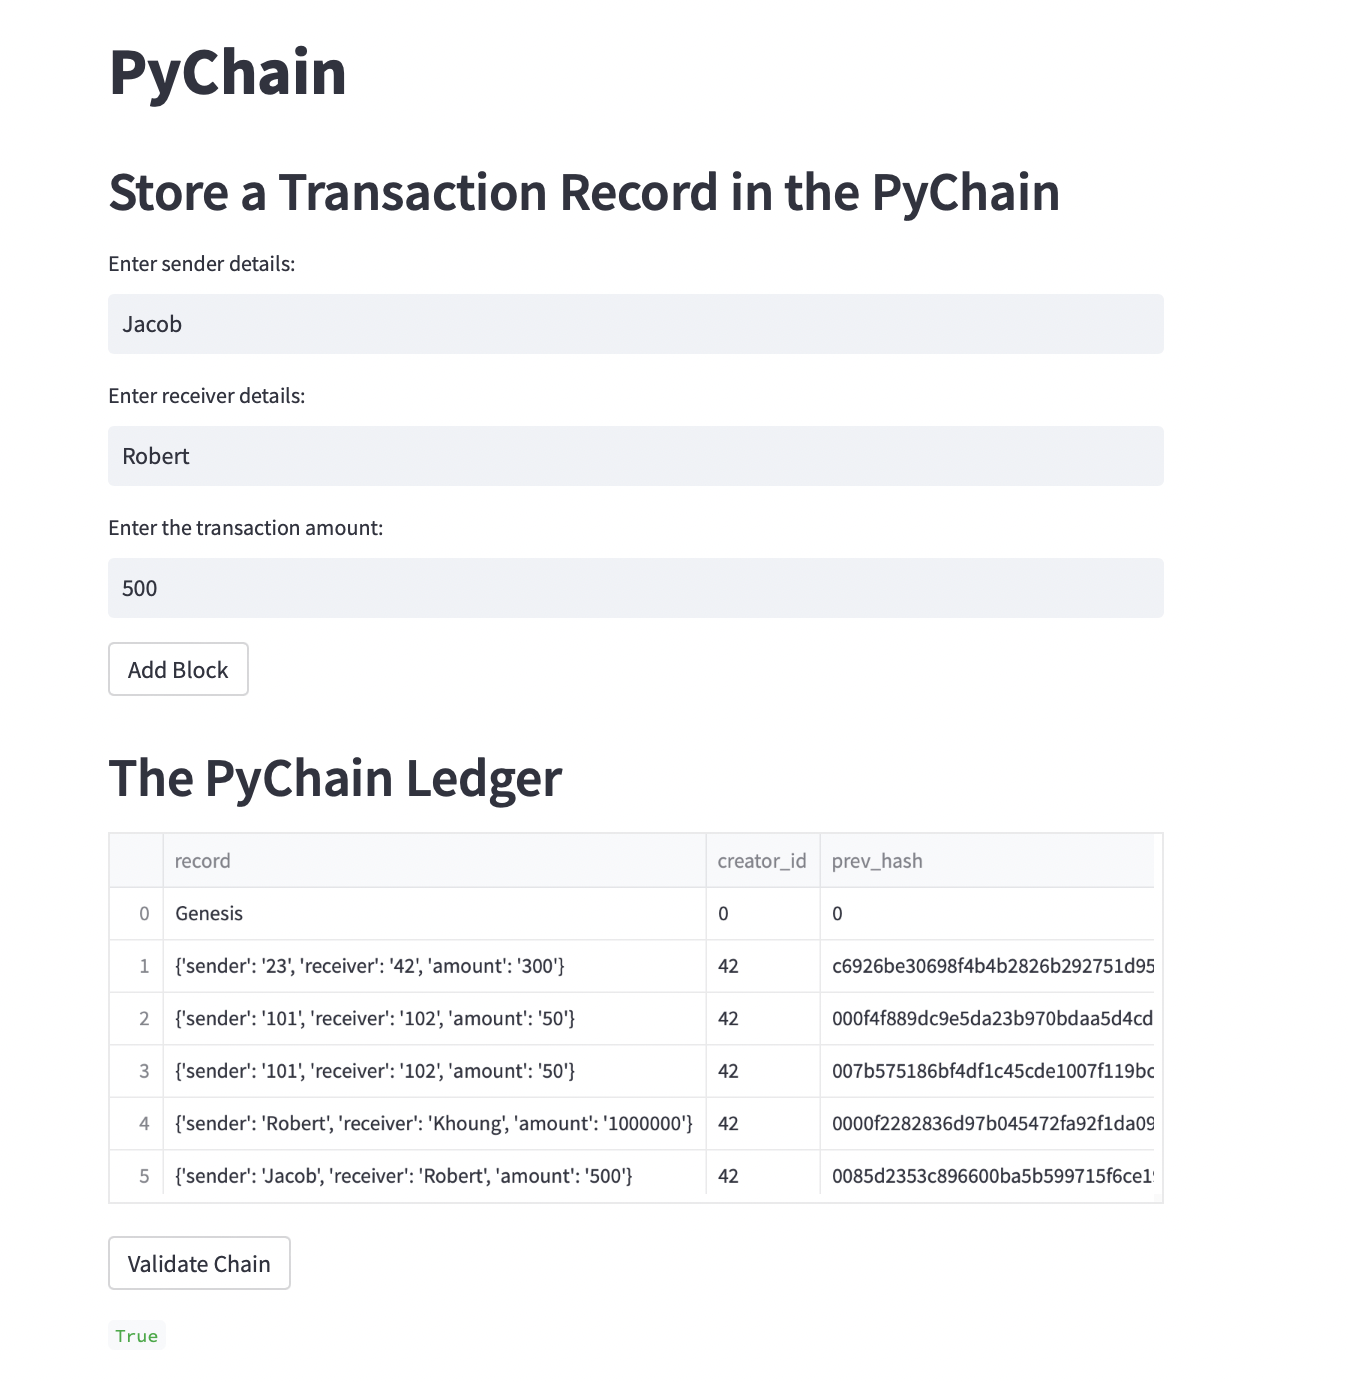 PyChain
Store a Transaction Record in the PyChain
Enter sender details:
Jacob
Enter receiver details:
Robert
Enter the transaction amount:
500
Add Block
The PyChain Ledger
record creator_id prev_hash
0 Genesis 0 0
1 {'sender': '23', 'receiver': '42', 'amount': '300'} 42 c6926be30698f4b4b2826b292751d95
2 {'sender': '101', 'receiver': '102', 'amount': '50'} 42 000f4f889dc9e5da23b970bdaa5d4cd
3 {'sender': '101', 'receiver': '102', 'amount': '50'} 42 007b575186bf4df1c45cde1007f119bc
4 {'sender': 'Robert', 'receiver': 'Khoung', 'amount': '1000000'} 42 0000f2282836d97b045472fa92f1da09
5 {'sender': 'Jacob', 'receiver': 'Robert', 'amount': '500'} 42 0085d2353c896600ba5b599715f6ce1
Validate Chain
True